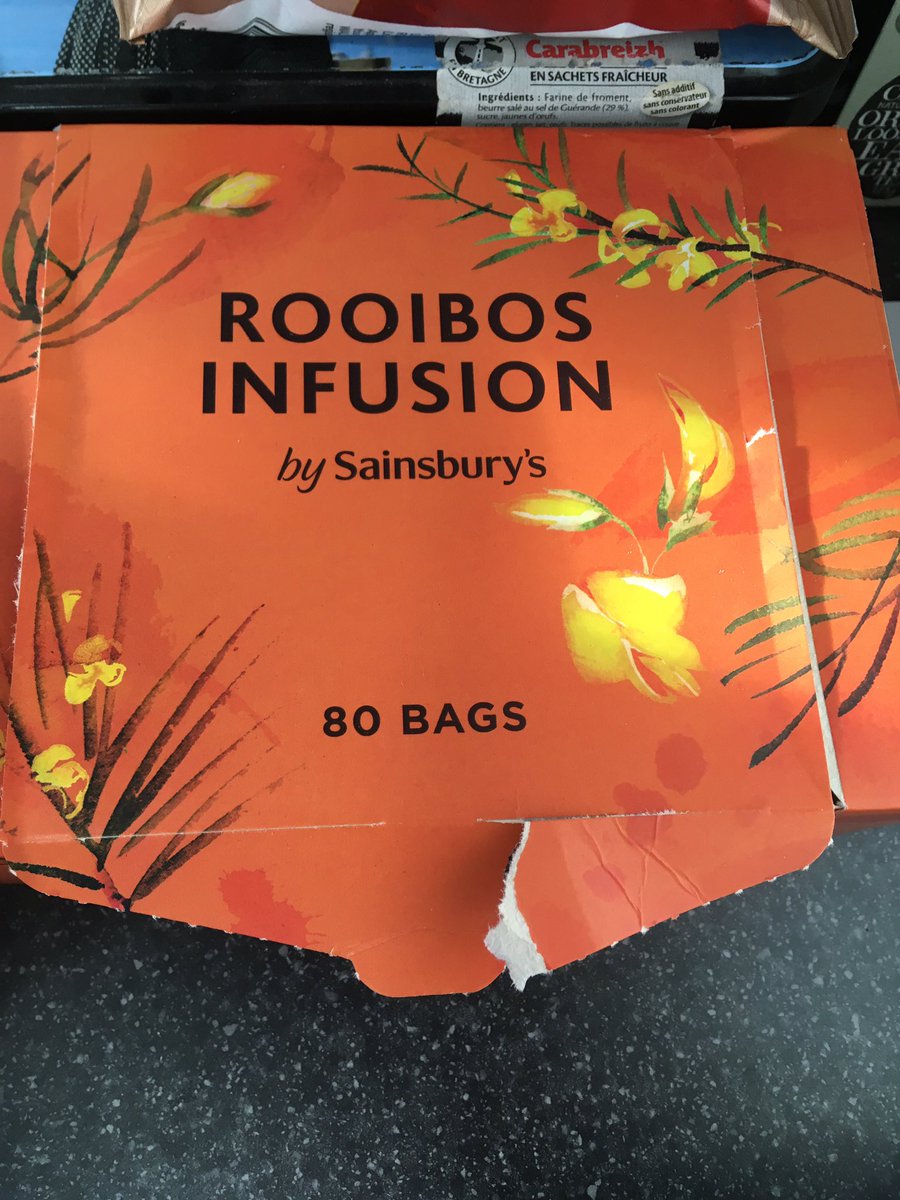 Carabreizh
EN BRETAGNE
EN SACHETS FRAÎCHEUR
Ingrédients : Farine de froment,
beurre salé au sel de Guérande (29 %),
sucre, jaunes d'œufs.
Sans additif
sans conservateur
sans colorant
ROOIBOS
INFUSION
by Sainsbury's
80 BAGS